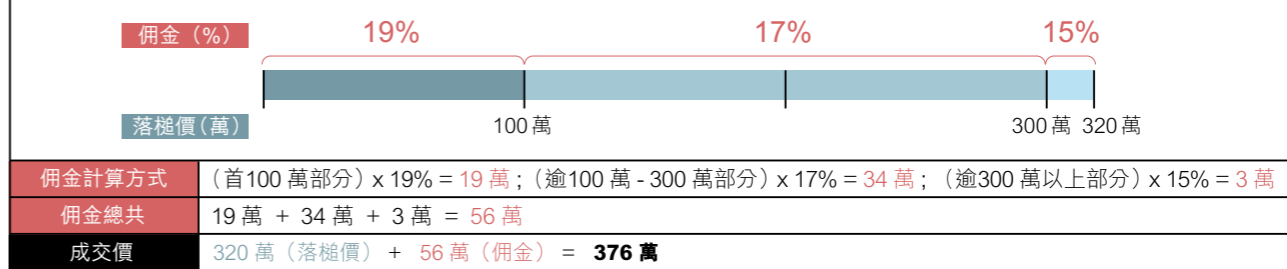 佣金（%） 19% 17% 15%
落槌價（萬） 100 萬 300 萬 320 萬
佣金計算方式 （首100 萬部分）x 19% = 19 萬 ;（逾100 萬 - 300 萬部分）x 17% = 34 萬 ; （逾300 萬以上部分）x 15% = 3 萬
佣金總共 19 萬 + 34 萬 + 3 萬 = 56 萬
成交價 320 萬（落槌價） + 56 萬（佣金） = 376 萬